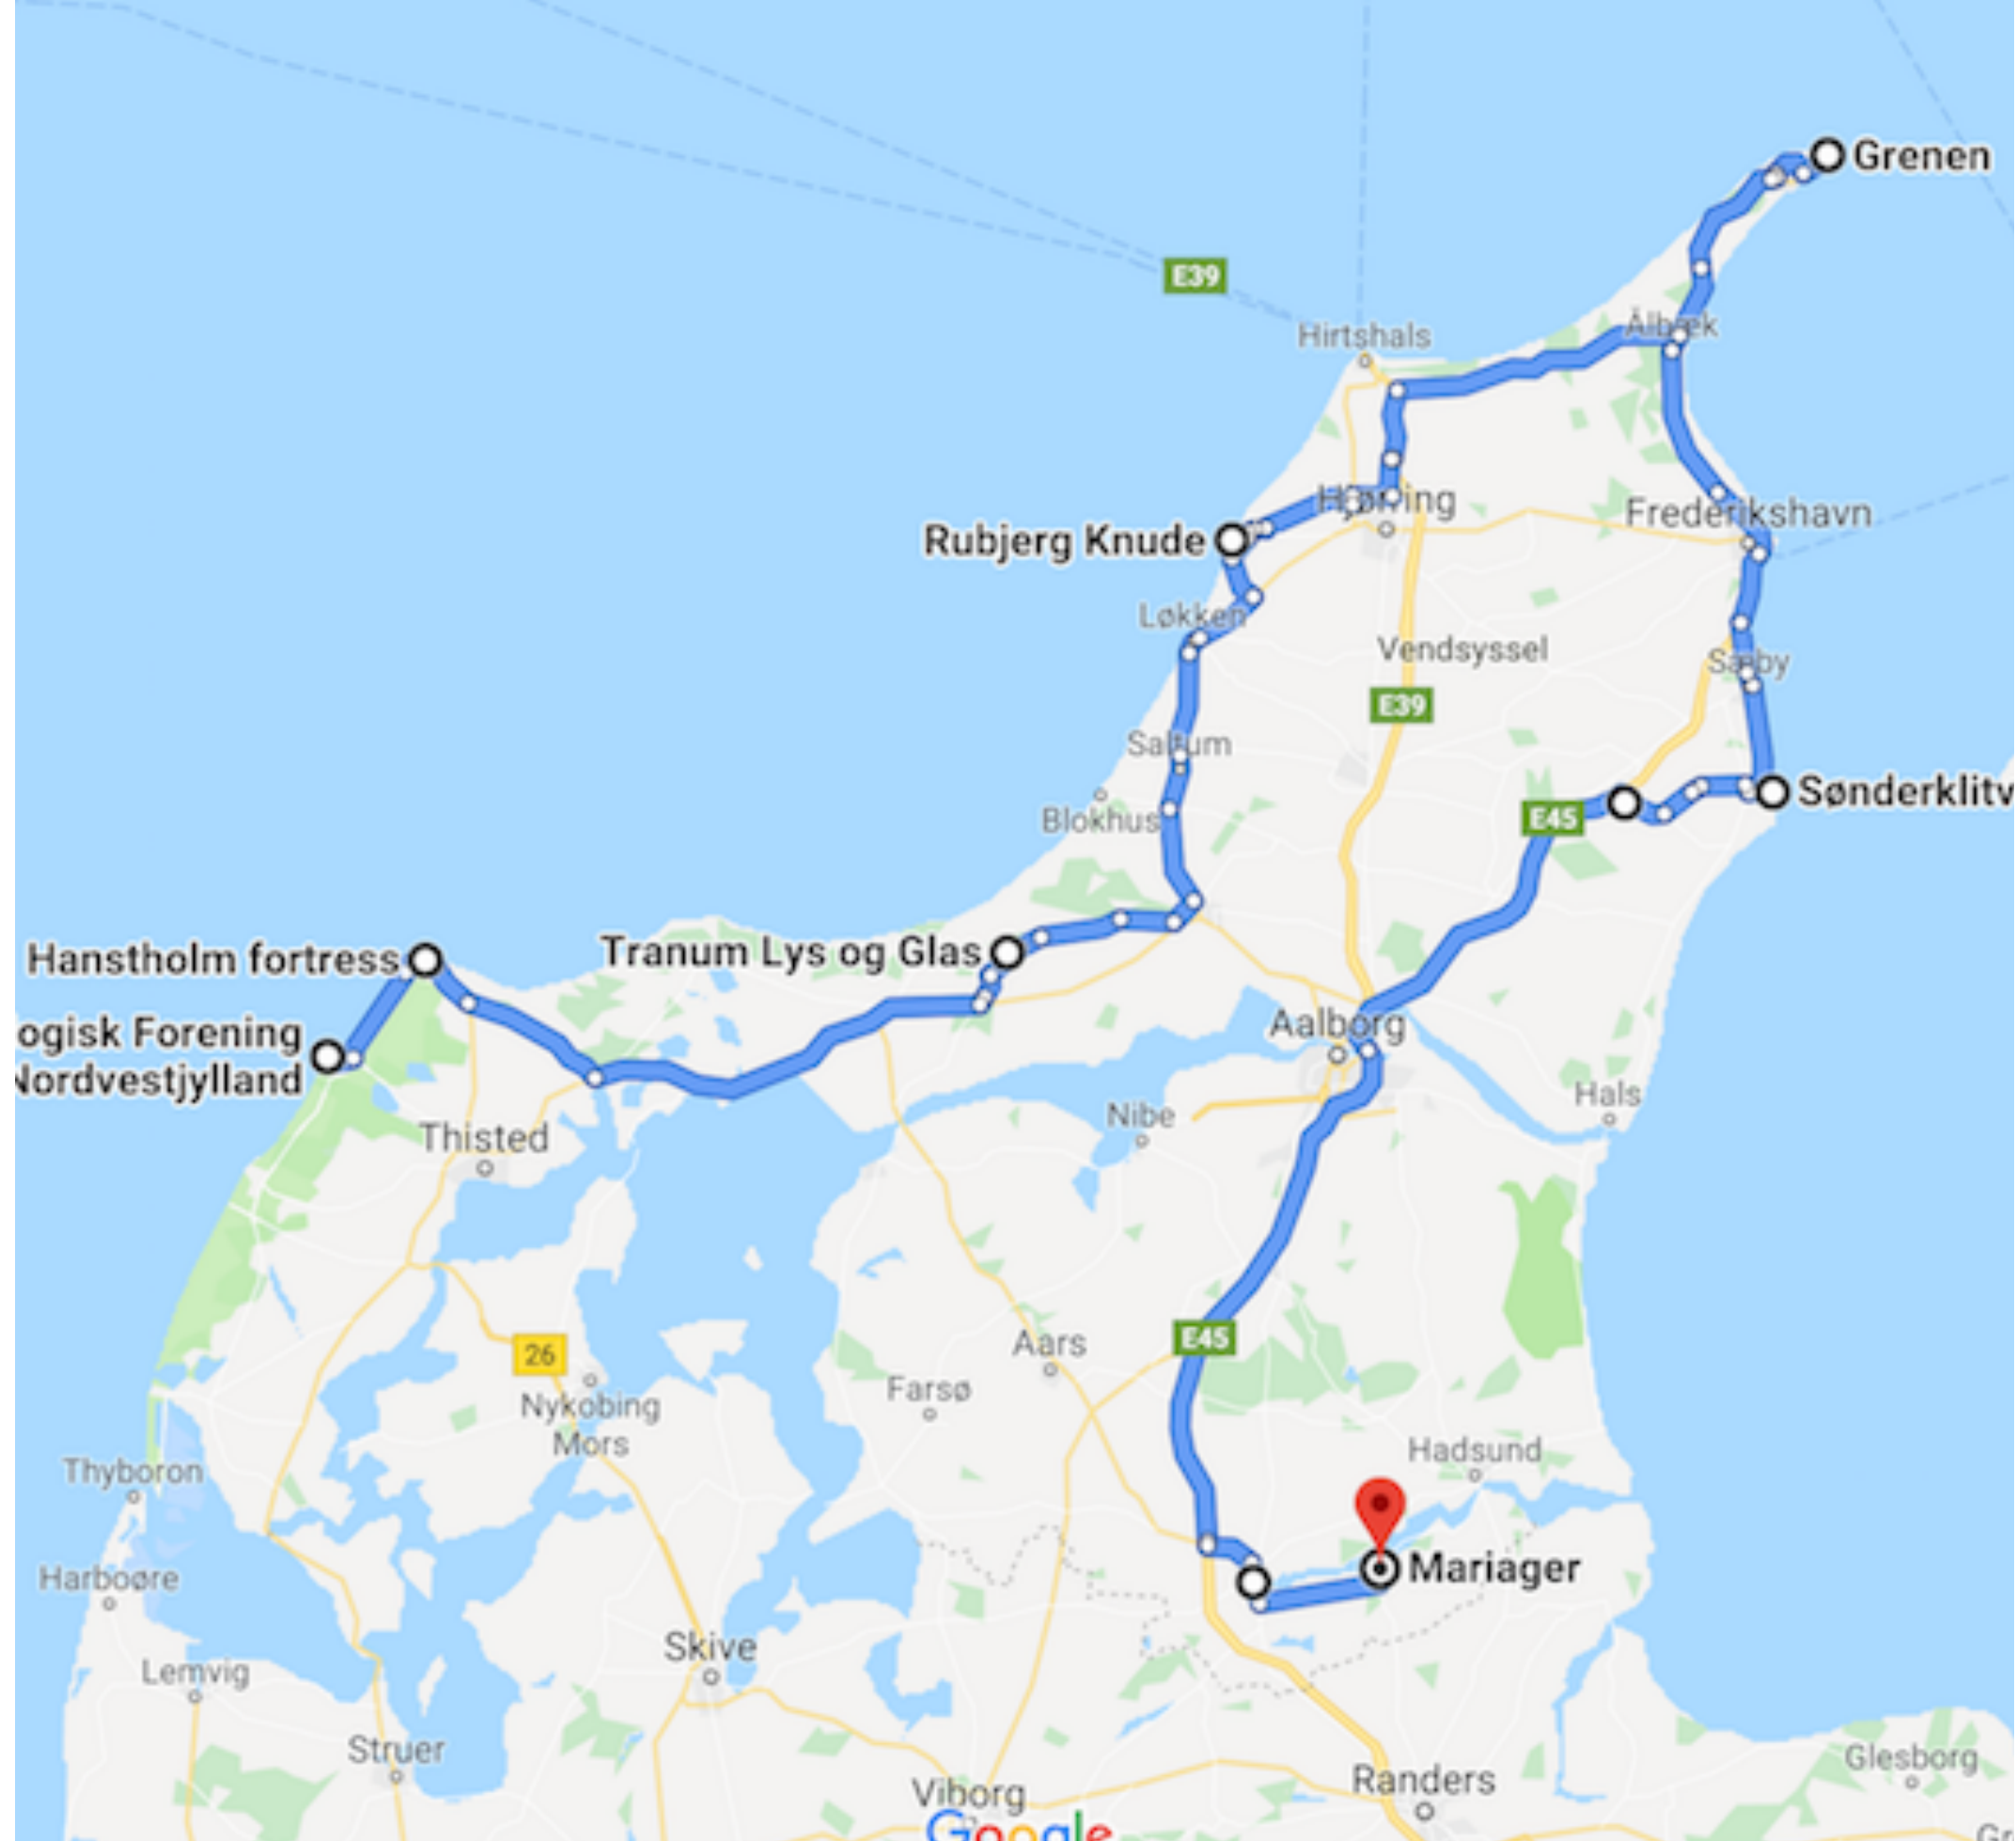 Grenen
E39
Hirtshals
Ålbæk
Hjørring
Frederikshavn
Rubjerg Knude
Løkken
Vendsyssel
Sæby
E39
Saltum
Sønderklitv
Blokhus
E45
Hanstholm fortress
Tranum Lys og Glas
ogisk Forening
Nordvestjylland
Aalborg
Hals
Nibe
Thisted
E45
Aars
26
Farsø
Nykobing
Mors
Hadsund
Thyboron
Mariager
Harboøre
Skive
Lemvig
Struer
Glesborg
Randers
Viborg
Google